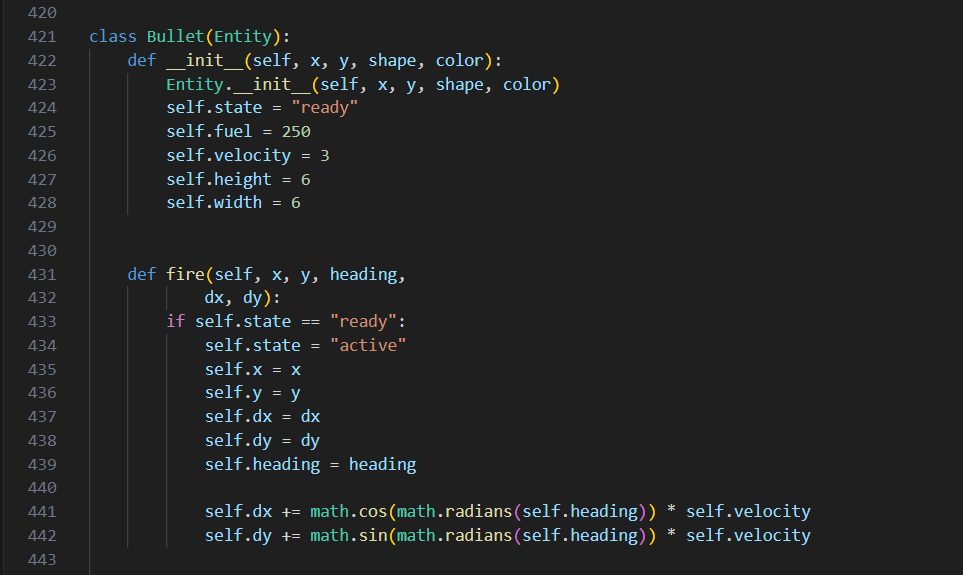 420
421 class Bullet(Entity):
422 def __init__(self, x, y, shape, color):
423 Entity.__init__(self, x, y, shape, color)
424 self.state = "ready"
425 self.fuel = 250
426 self.velocity = 3
427 self.height = 6
428 self.width = 6
429
430
431 def fire(self, x, y, heading,
432 dx, dy):
433 if self.state == "ready":
434 self.state = "active"
435 self.x = x
436 self.y = y
437 self.dx = dx
438 self.dy = dy
439 self.heading = heading
440
441 self.dx += math.cos(math.radians(self.heading)) * self.velocity
442 self.dy += math.sin(math.radians(self.heading)) * self.velocity
443